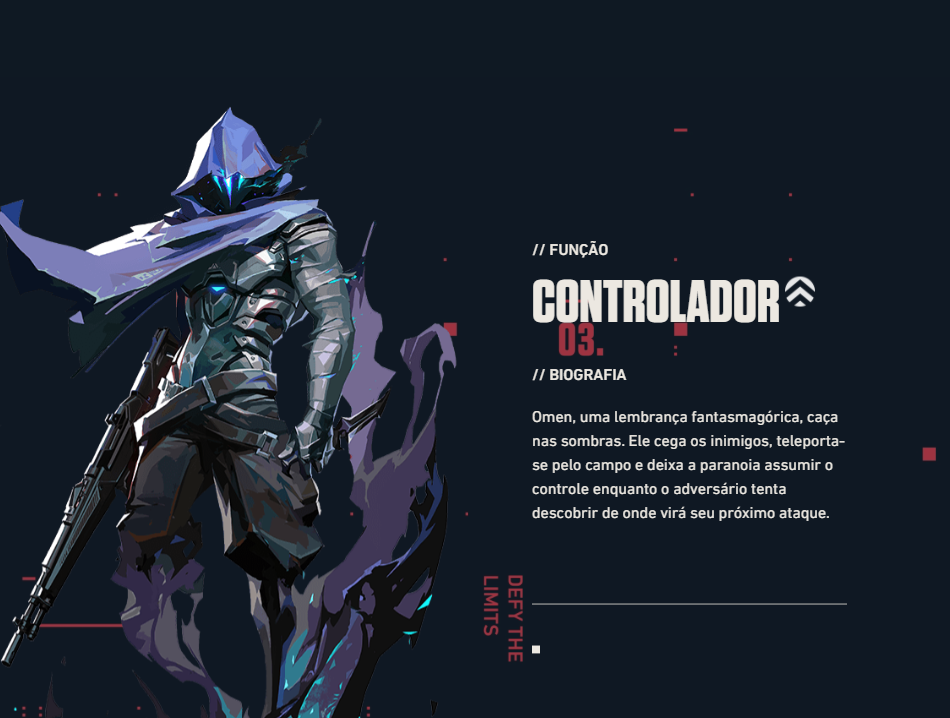 // FUNÇÃO
CONTROLADOR
03.
// BIOGRAFIA
Omen, uma lembrança fantasmagórica, caça
nas sombras. Ele cega os inimigos, teleporta-
se pelo campo e deixa a paranoia assumir o
controle enquanto o adversário tenta
descobrir de onde virá seu próximo ataque.
DEFY THE
LIMITS